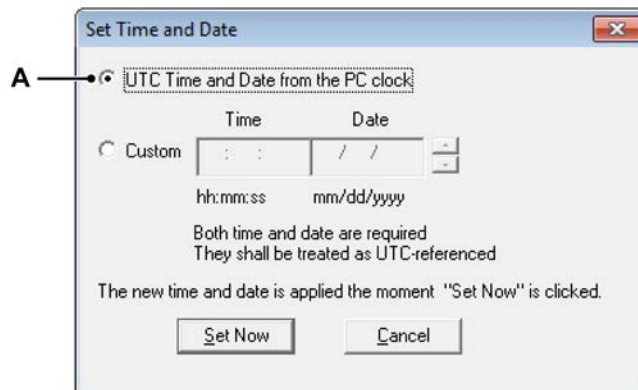 Set Time and Date
A
UTC Time and Date from the PC clock
Time Date
Custom : : / /
hh:mm:ss mm/dd/yyyy
Both time and date are required
They shall be treated as UTC-referenced
The new time and date is applied the moment "Set Now" is clicked.
Set Now Cancel